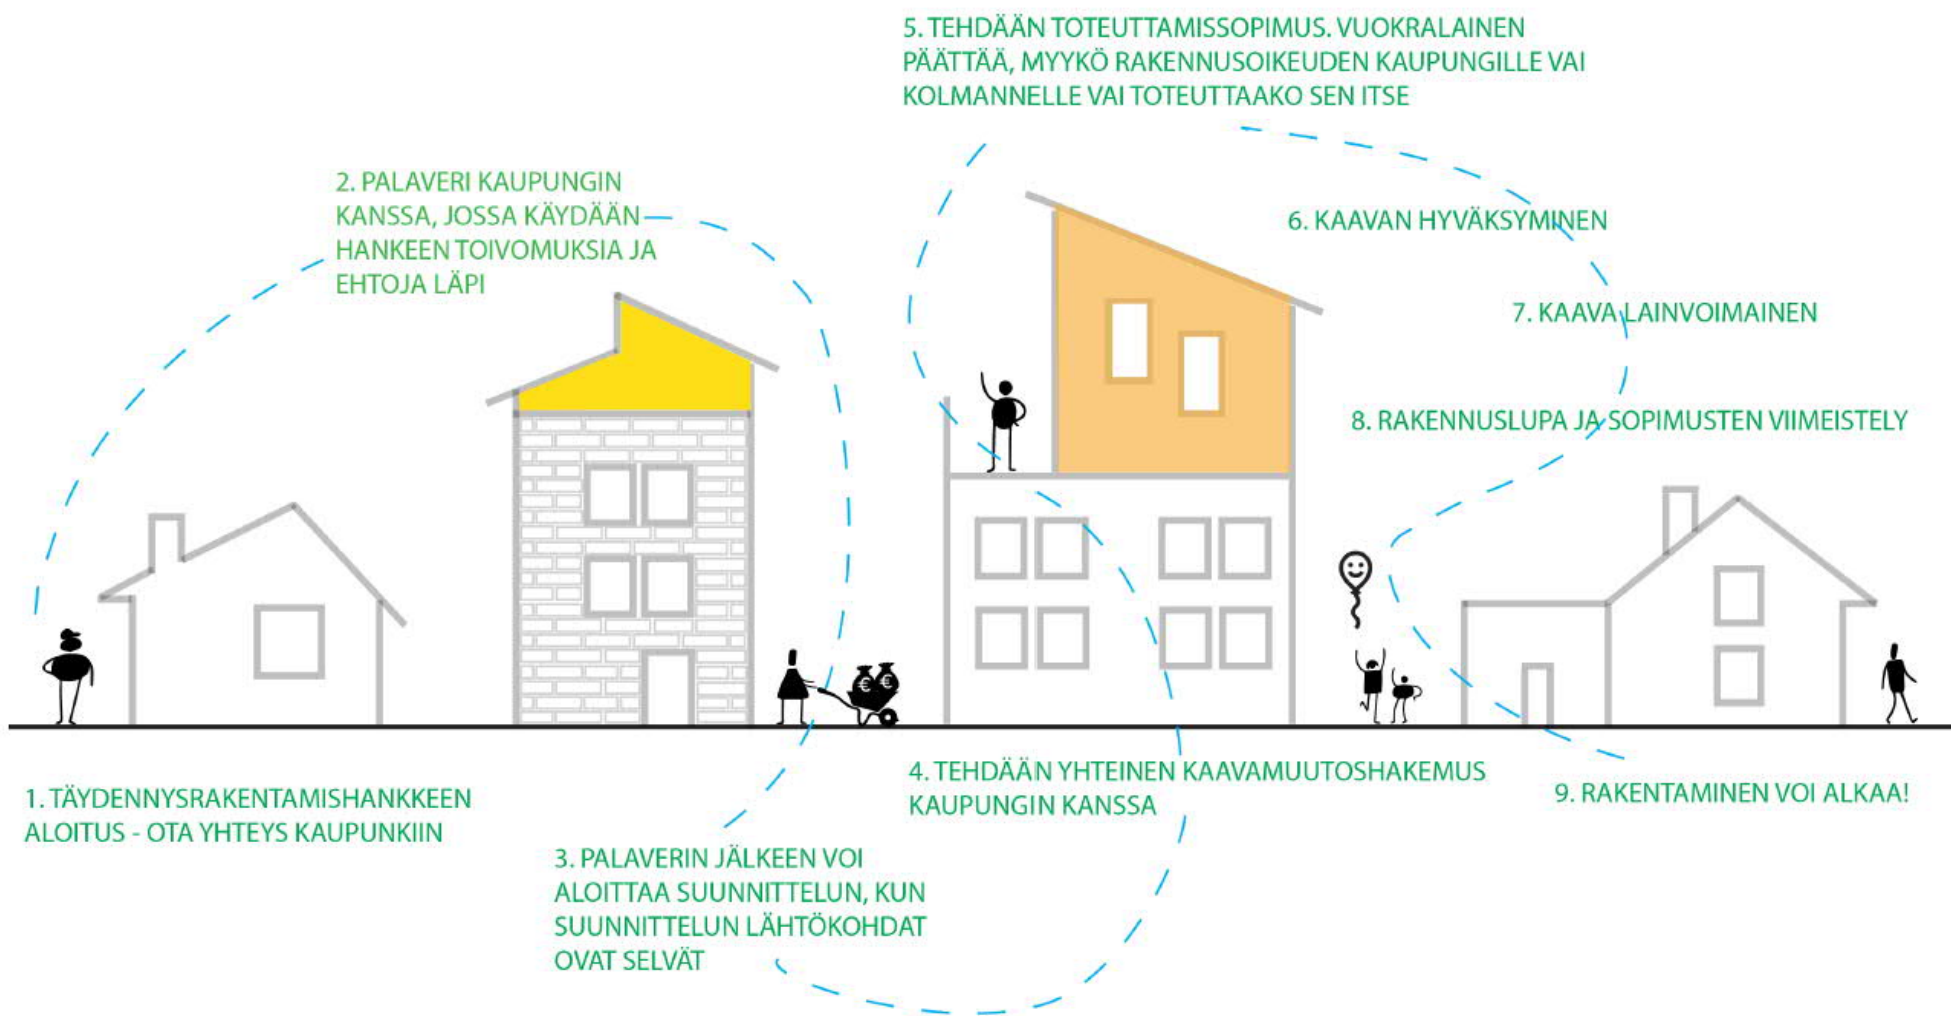 1. TÄYDENNYSRAKENTAMISHANKKEEN
ALOITUS - OTA YHTEYS KAUPUNKIIN
2. PALAVERI KAUPUNGIN
KANSSA, JOSSA KÄYDÄÄN
HANKEEN TOIVOMUKSIA JA
EHTOJA LÄPI
3. PALAVERIN JÄLKEEN VOI
ALOITTAA SUUNNITTELUN, KUN
SUUNNITTELUN LÄHTÖKOHDAT
OVAT SELVÄT
€ €
4. TEHDÄÄN YHTEINEN KAAVAMUUTOSHAKEMUS
KAUPUNGIN KANSSA
5. TEHDÄÄN TOTEUTTAMISSOPIMUS. VUOKRALAINEN
PÄÄTTÄÄ, MYYKÖ RAKENNUSOIKEUDEN KAUPUNGILLE VAI
KOLMANNELLE VAI TOTEUTTAAKO SEN ITSE
6. KAAVAN HYVÄKSYMINEN
7. KAAVA LAINVOIMAINEN
8. RAKENNUSLUPA JA SOPIMUSTEN VIIMEISTELY
9. RAKENTAMINEN VOI ALKAA!